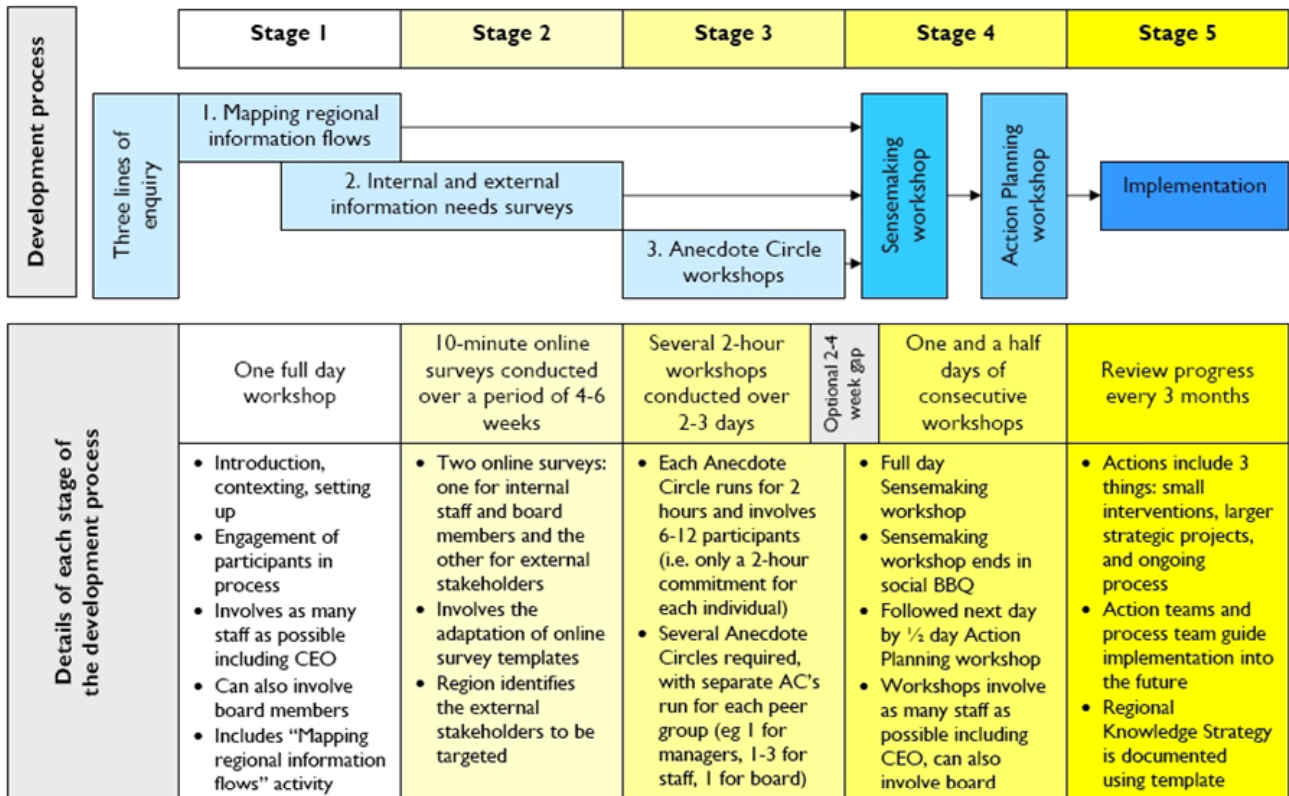 Development process
Stage 1
Stage 2
Stage 3
Stage 4
Stage 5
Three lines of
enquiry
1. Mapping regional
information flows
2. Internal and external
information needs surveys
3. Anecdote Circle
workshops
Sensemaking
workshop
Action Planning
workshop
Implementation
Details of each stage of
the development process
One full day
workshop
10-minute online
surveys conducted
over a period of 4-6
weeks
Several 2-hour
workshops
conducted over
2-3 days
Optional 2-4
week gap
One and a half
days of
consecutive
workshops
Review progress
every 3 months
• Introduction,
contexting, setting
up
• Engagement of
participants in
process
• Involves as many
staff as possible
including CEO
• Can also involve
board members
• Includes “Mapping
regional information
flows” activity
• Two online surveys:
one for internal
staff and board
members and the
other for external
stakeholders
• Involves the
adaptation of online
survey templates
• Region identifies
the external
stakeholders to be
targeted
• Each Anecdote
Circle runs for 2
hours and involves
6-12 participants
(i.e. only a 2-hour
commitment for
each individual)
• Several Anecdote
Circles required,
with separate AC’s
run for each peer
group (eg 1 for
managers, 1-3 for
staff, 1 for board)
• Full day
Sensemaking
workshop
• Sensemaking
workshop ends in
social BBQ
• Followed next day
by ½ day Action
Planning workshop
• Workshops involve
as many staff as
possible including
CEO, can also
involve board
• Actions include 3
things: small
interventions, larger
strategic projects,
and ongoing
process
• Action teams and
process team guide
implementation into
the future
• Regional
Knowledge Strategy
is documented
using template